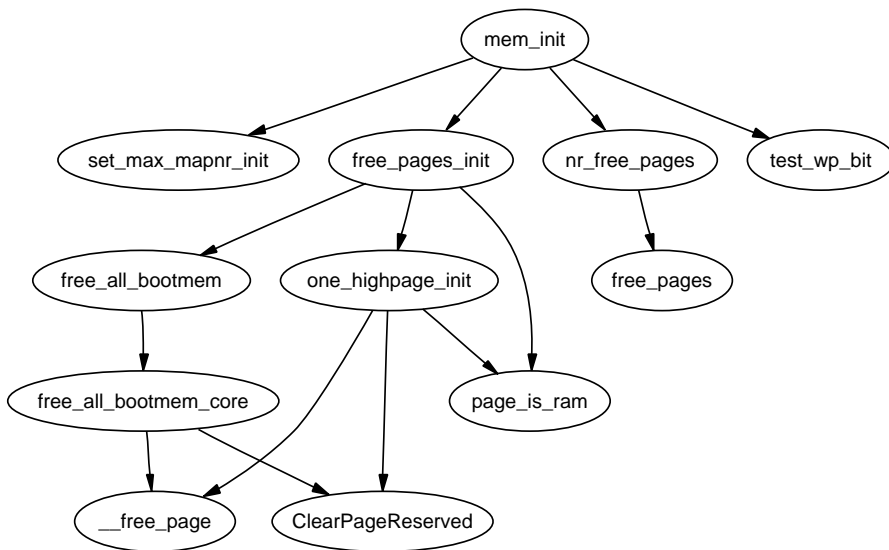 mem_init
set_max_mapnr_init
free_pages_init
nr_free_pages
test_wp_bit
free_all_bootmem
one_highpage_init
free_pages
free_all_bootmem_core
page_is_ram
__free_page
ClearPageReserved